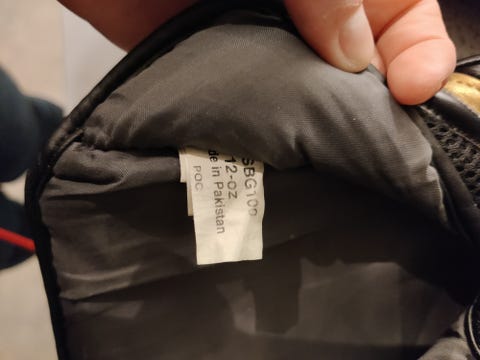 SBG100
12-oz
de in Pakistan
POC